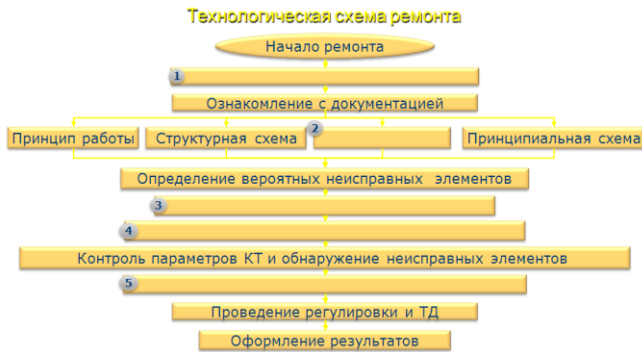 Технологическая схема ремонта
Начало ремонта
1
Ознакомление с документацией
Принцип работы
Структурная схема
2
Принципиальная схема
Определение вероятных неисправных элементов
3
4
Контроль параметров КТ и обнаружение неисправных элементов
5
Проведение регулировки и ТД
Оформление результатов